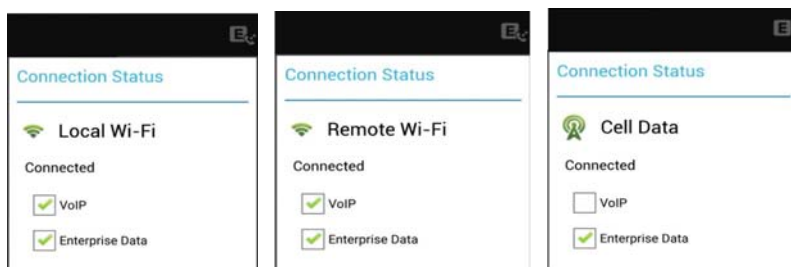 E
Connection Status
Local Wi-Fi
Connected
VoIP
Enterprise Data
E
Connection Status
Remote Wi-Fi
Connected
VoIP
Enterprise Data
E
Connection Status
Cell Data
Connected
VoIP
Enterprise Data